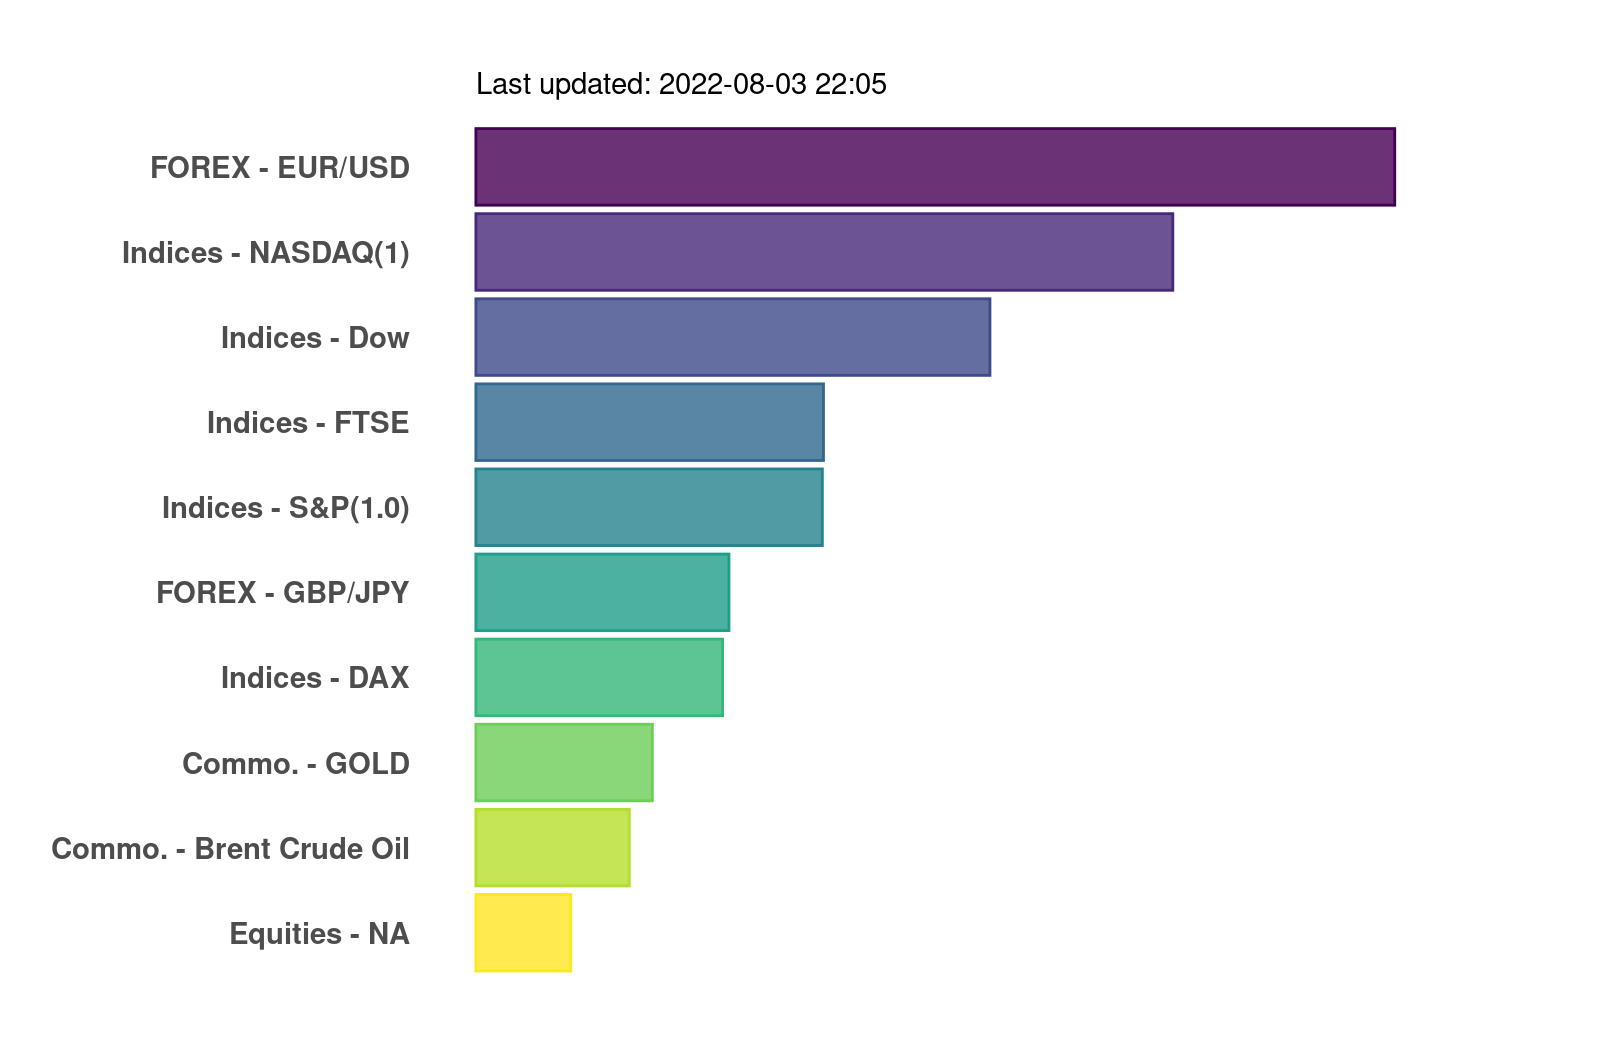 Last updated: 2022-08-03 22:05
FOREX - EUR/USD
Indices - NASDAQ(1)
Indices - Dow
Indices - FTSE
Indices - S&P(1.0)
FOREX - GBP/JPY
Indices - DAX
Commo. - GOLD
Commo. - Brent Crude Oil
Equities - NA